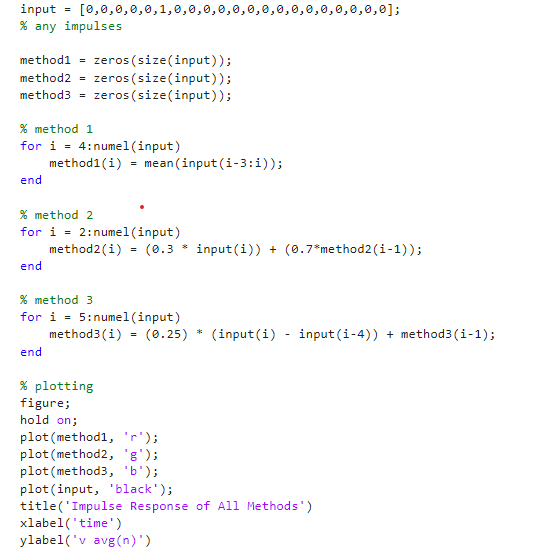 input = [0,0,0,0,0,1,0,0,0,0,0,0,0,0,0,0,0,0,0,0,0];
% any impulses
method1 = zeros(size(input));
method2 = zeros(size(input));
method3 = zeros(size(input));
% method 1
for i = 4:numel(input)
    method1(i) = mean(input(i-3:i));
end
% method 2
for i = 2:numel(input)
    method2(i) = (0.3 * input(i)) + (0.7*method2(i-1));
end
% method 3
for i = 5:numel(input)
    method3(i) = (0.25) * (input(i) - input(i-4)) + method3(i-1);
end
% plotting
figure;
hold on;
plot(method1, 'r');
plot(method2, 'g');
plot(method3, 'b');
plot(input, 'black');
title('Impulse Response of All Methods')
xlabel('time')
ylabel('v avg(n)')